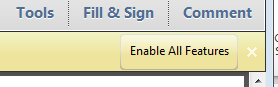 Tools Fill & Sign Comment
Enable All Features